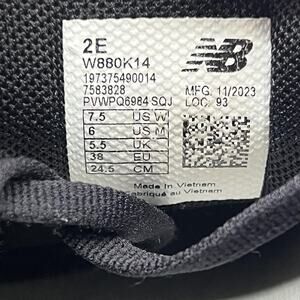 2E
W880K14
197375490014
7583828
PVWPQ6984 SQJ
MFG. 11/2023
LOC. 93
7.5 US W
6 US M
5.5 UK
38 EU
24.5 CM
Made in Vietnam
Fabriqué au Vietnam